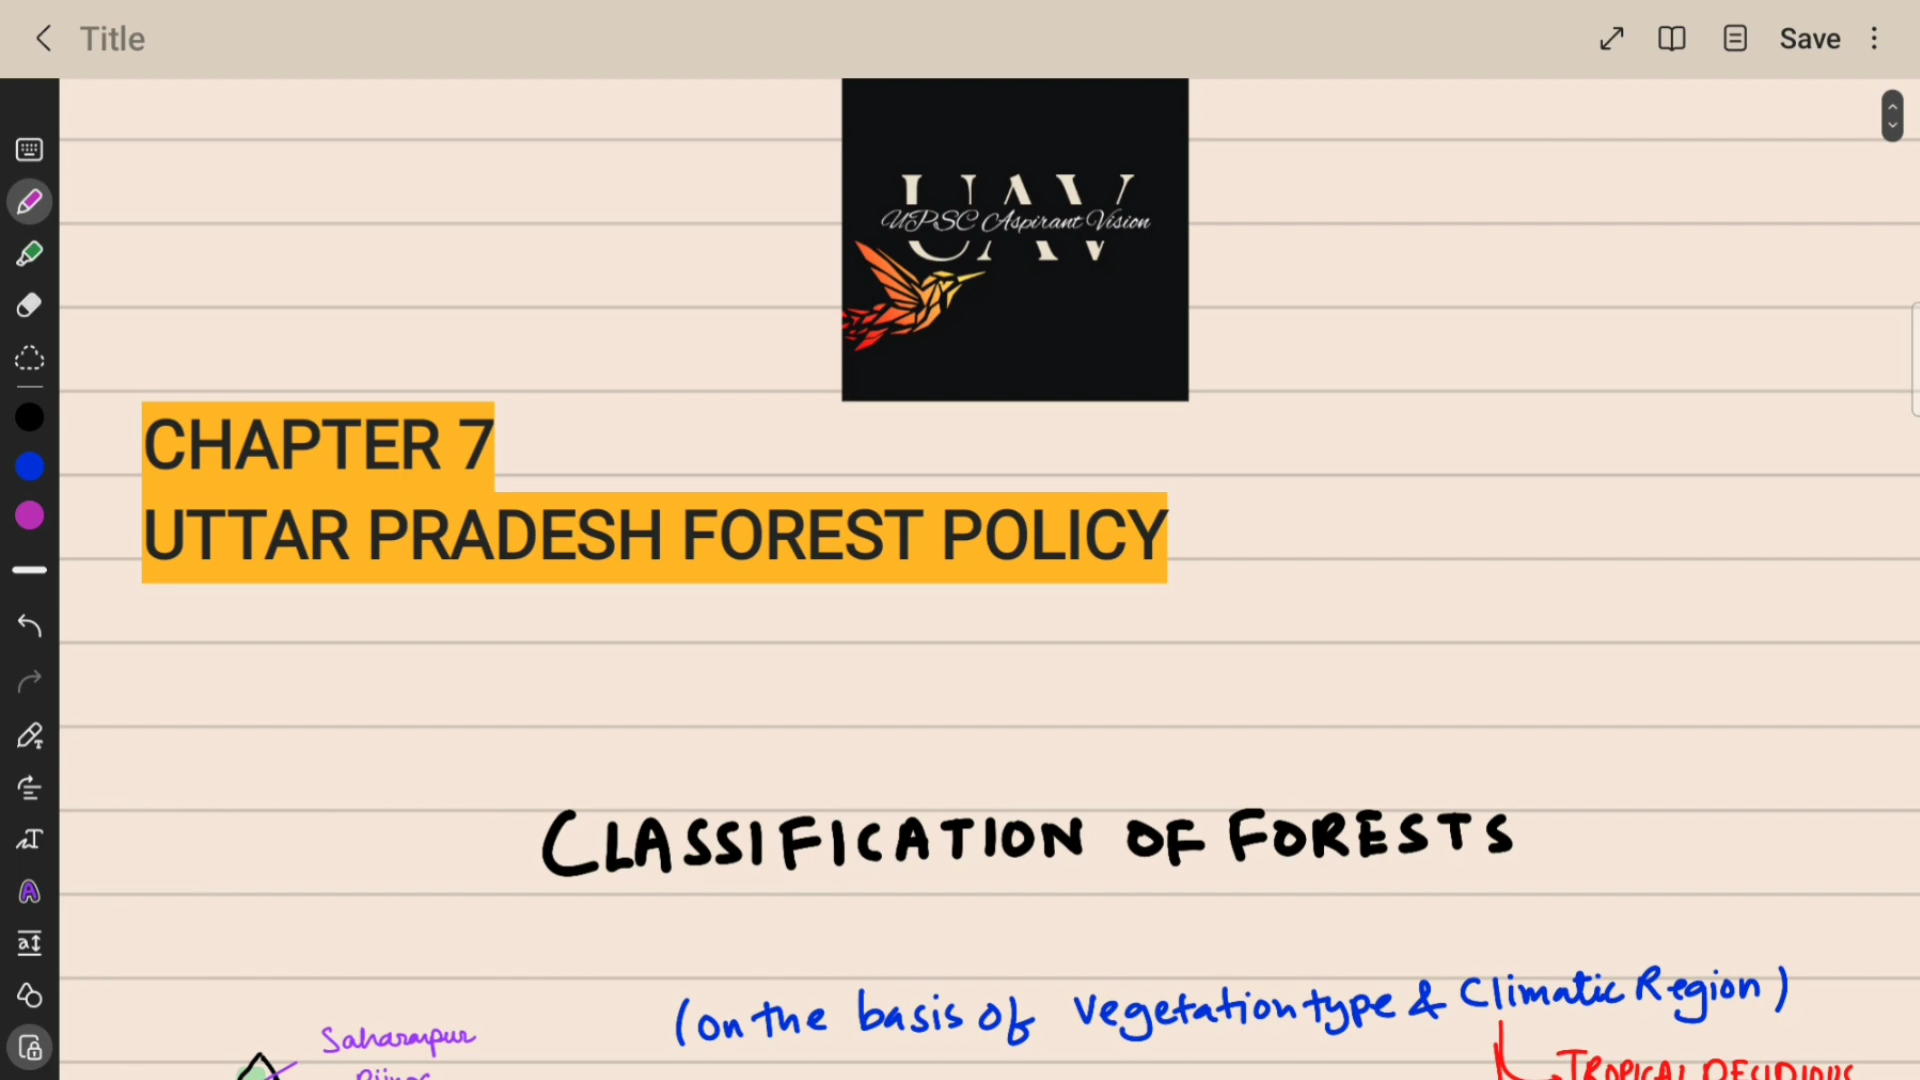 Title
Save
UAV
UPSC Aspirant Vision
CHAPTER 7
UTTAR PRADESH FOREST POLICY
CLASSIFICATION OF FORESTS
(on the basis of Vegetation type & Climatic Region)
Saharanpur
TROPICAL DECIDIOUS